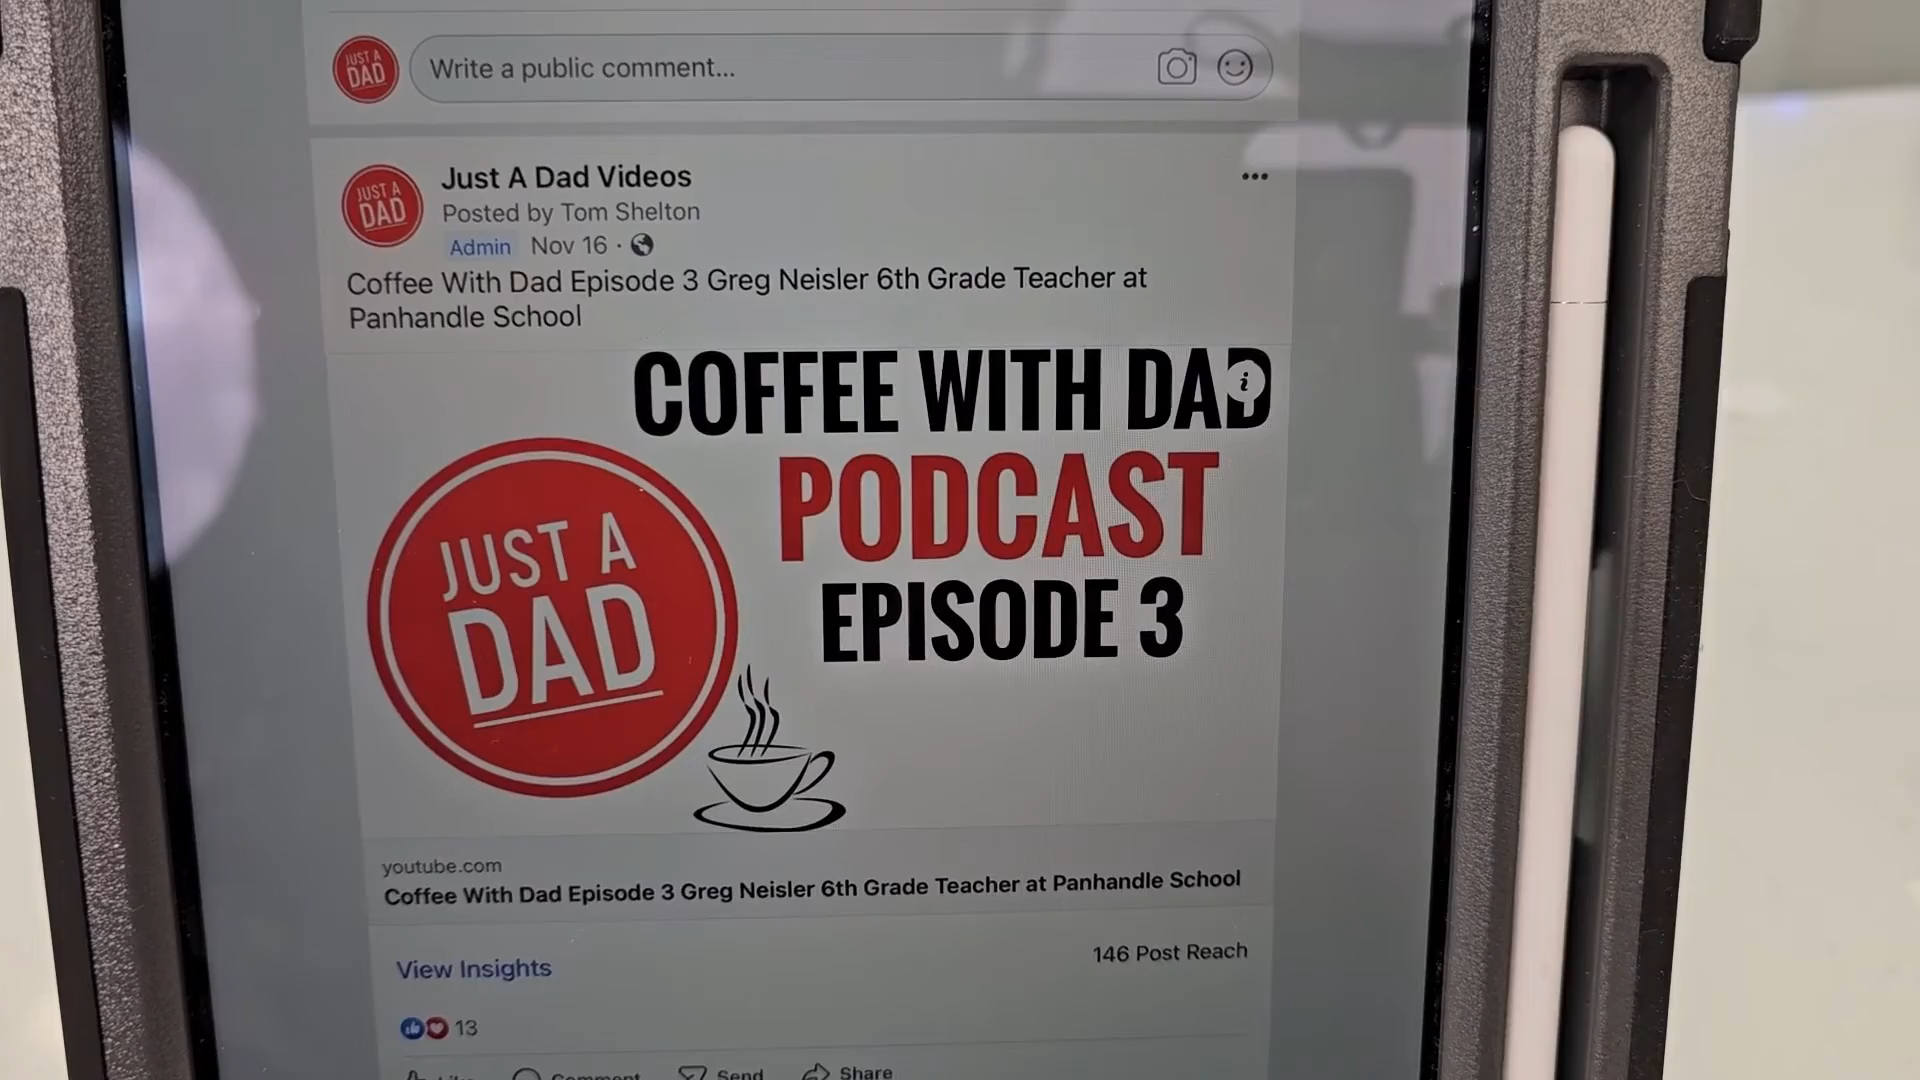 JUST A
DAD
Write a public comment...
JUST A
DAD
Just A Dad Videos
Posted by Tom Shelton
Admin Nov 16 ·
Coffee With Dad Episode 3 Greg Neisler 6th Grade Teacher at
Panhandle School
COFFEE WITH DAD
i
PODCAST
EPISODE 3
JUST A
DAD
youtube.com
Coffee With Dad Episode 3 Greg Neisler 6th Grade Teacher at Panhandle School
View Insights
146 Post Reach
13
Like Comment Send Share